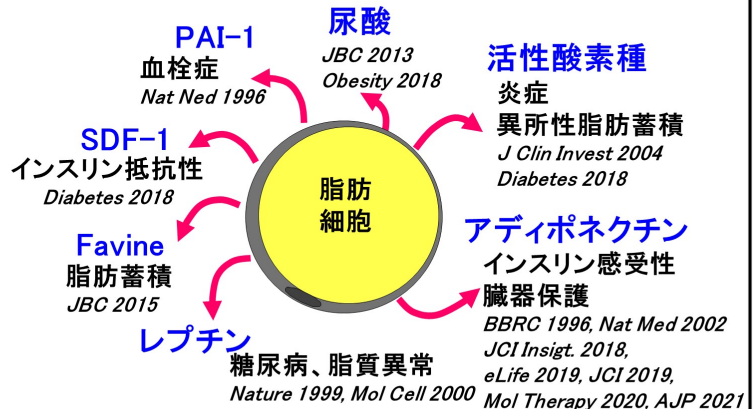 尿酸
JBC 2013
Obesity 2018
PAI-1
血栓症
Nat Ned 1996
活性酸素種
炎症
異所性脂肪蓄積
J Clin Invest 2004
Diabetes 2018
SDF-1
インスリン抵抗性
Diabetes 2018
脂肪
細胞
Favine
脂肪蓄積
JBC 2015
アディポネクチン
インスリン感受性
臓器保護
BBRC 1996, Nat Med 2002
JCI Insigt. 2018,
eLife 2019, JCI 2019,
Mol Therapy 2020, AJP 2021
レプチン
糖尿病、脂質異常
Nature 1999, Mol Cell 2000